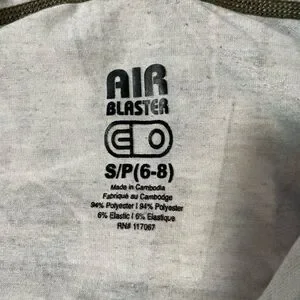 AIR
BLASTER
S/P(6-8)
Made in Cambodia
Fabriqué au Cambodge
94% Polyester | 94% Polyester
6% Elastic | 6% Elastique
RN# 117067